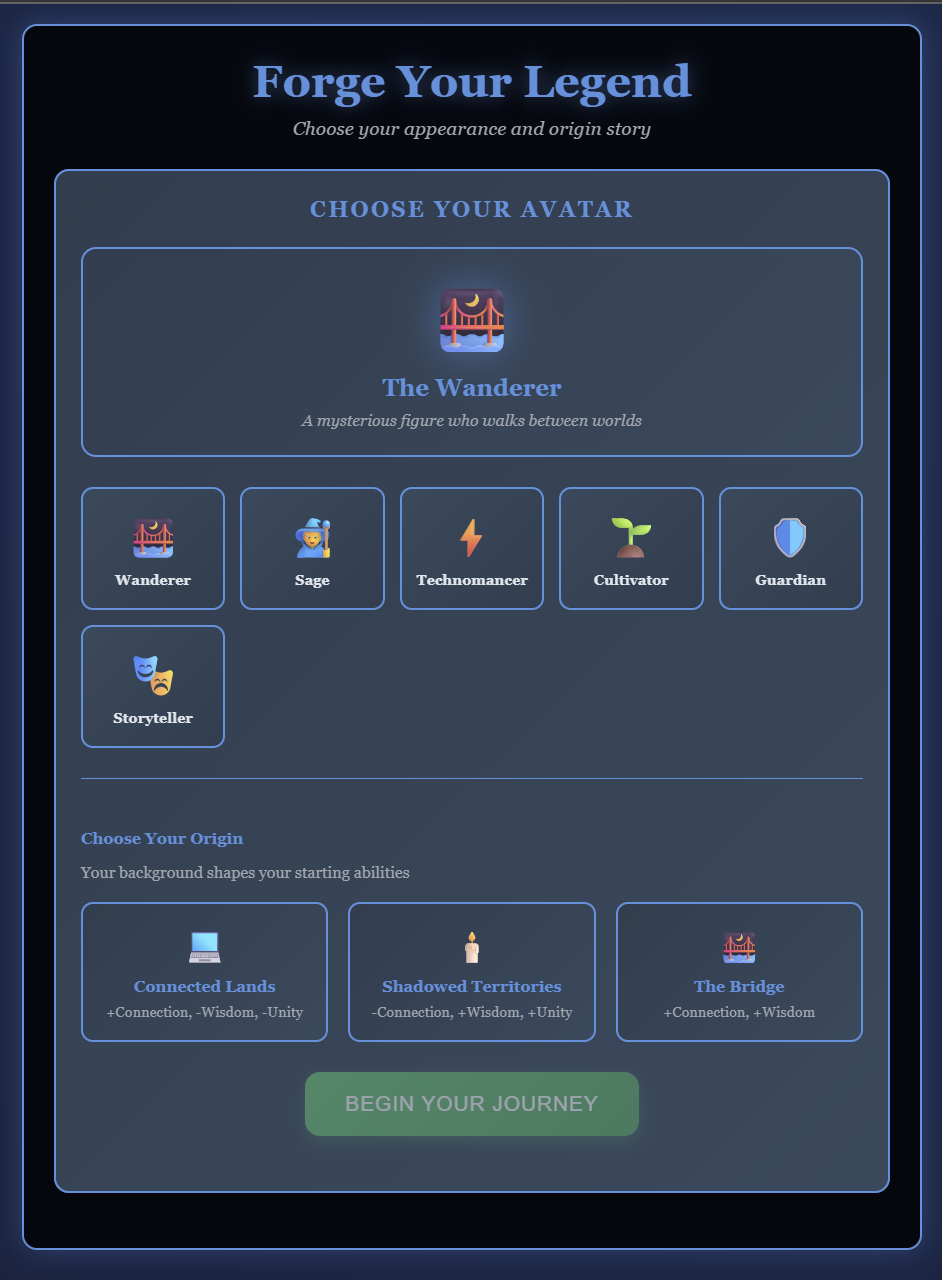 Forge Your Legend
Choose your appearance and origin story
CHOOSE YOUR AVATAR
The Wanderer
A mysterious figure who walks between worlds
Wanderer
Sage
Technomancer
Cultivator
Guardian
Storyteller
Choose Your Origin
Your background shapes your starting abilities
Connected Lands
+Connection, -Wisdom, -Unity
Shadowed Territories
-Connection, +Wisdom, +Unity
The Bridge
+Connection, +Wisdom
BEGIN YOUR JOURNEY